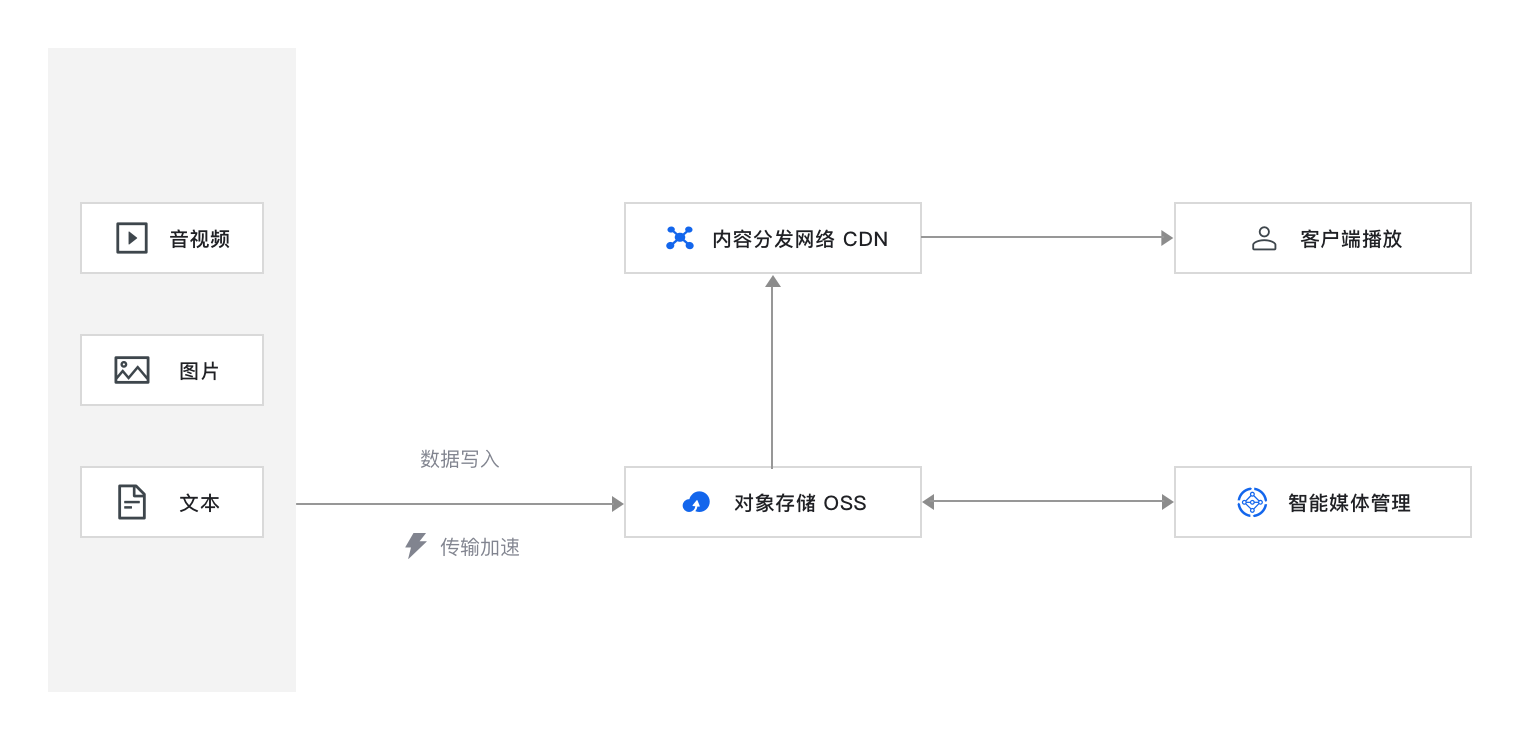 音视频
图片
文本
数据写入
传输加速
内容分发网络 CDN
客户端播放
对象存储 OSS
智能媒体管理